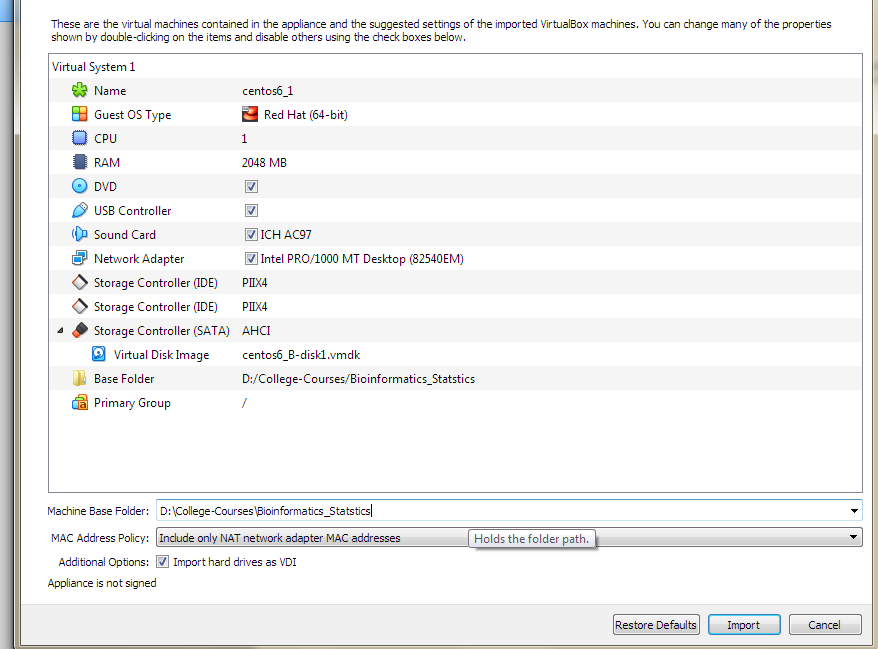 These are the virtual machines contained in the appliance and the suggested settings of the imported VirtualBox machines. You can change many of the properties
shown by double-clicking on the items and disable others using the check boxes below.
Virtual System 1
Name centos6_1
Guest OS Type Red Hat (64-bit)
CPU 1
RAM 2048 MB
DVD
USB Controller
Sound Card ICH AC97
Network Adapter Intel PRO/1000 MT Desktop (82540EM)
Storage Controller (IDE) PIIX4
Storage Controller (IDE) PIIX4
Storage Controller (SATA) AHCI
Virtual Disk Image centos6_B-disk1.vmdk
Base Folder D:/College-Courses/Bioinformatics_Statstics
Primary Group /
Machine Base Folder: D:\College-Courses\Bioinformatics_Statstics
MAC Address Policy: Include only NAT network adapter MAC addresses
Holds the folder path.
Additional Options: Import hard drives as VDI
Appliance is not signed
Restore Defaults Import Cancel